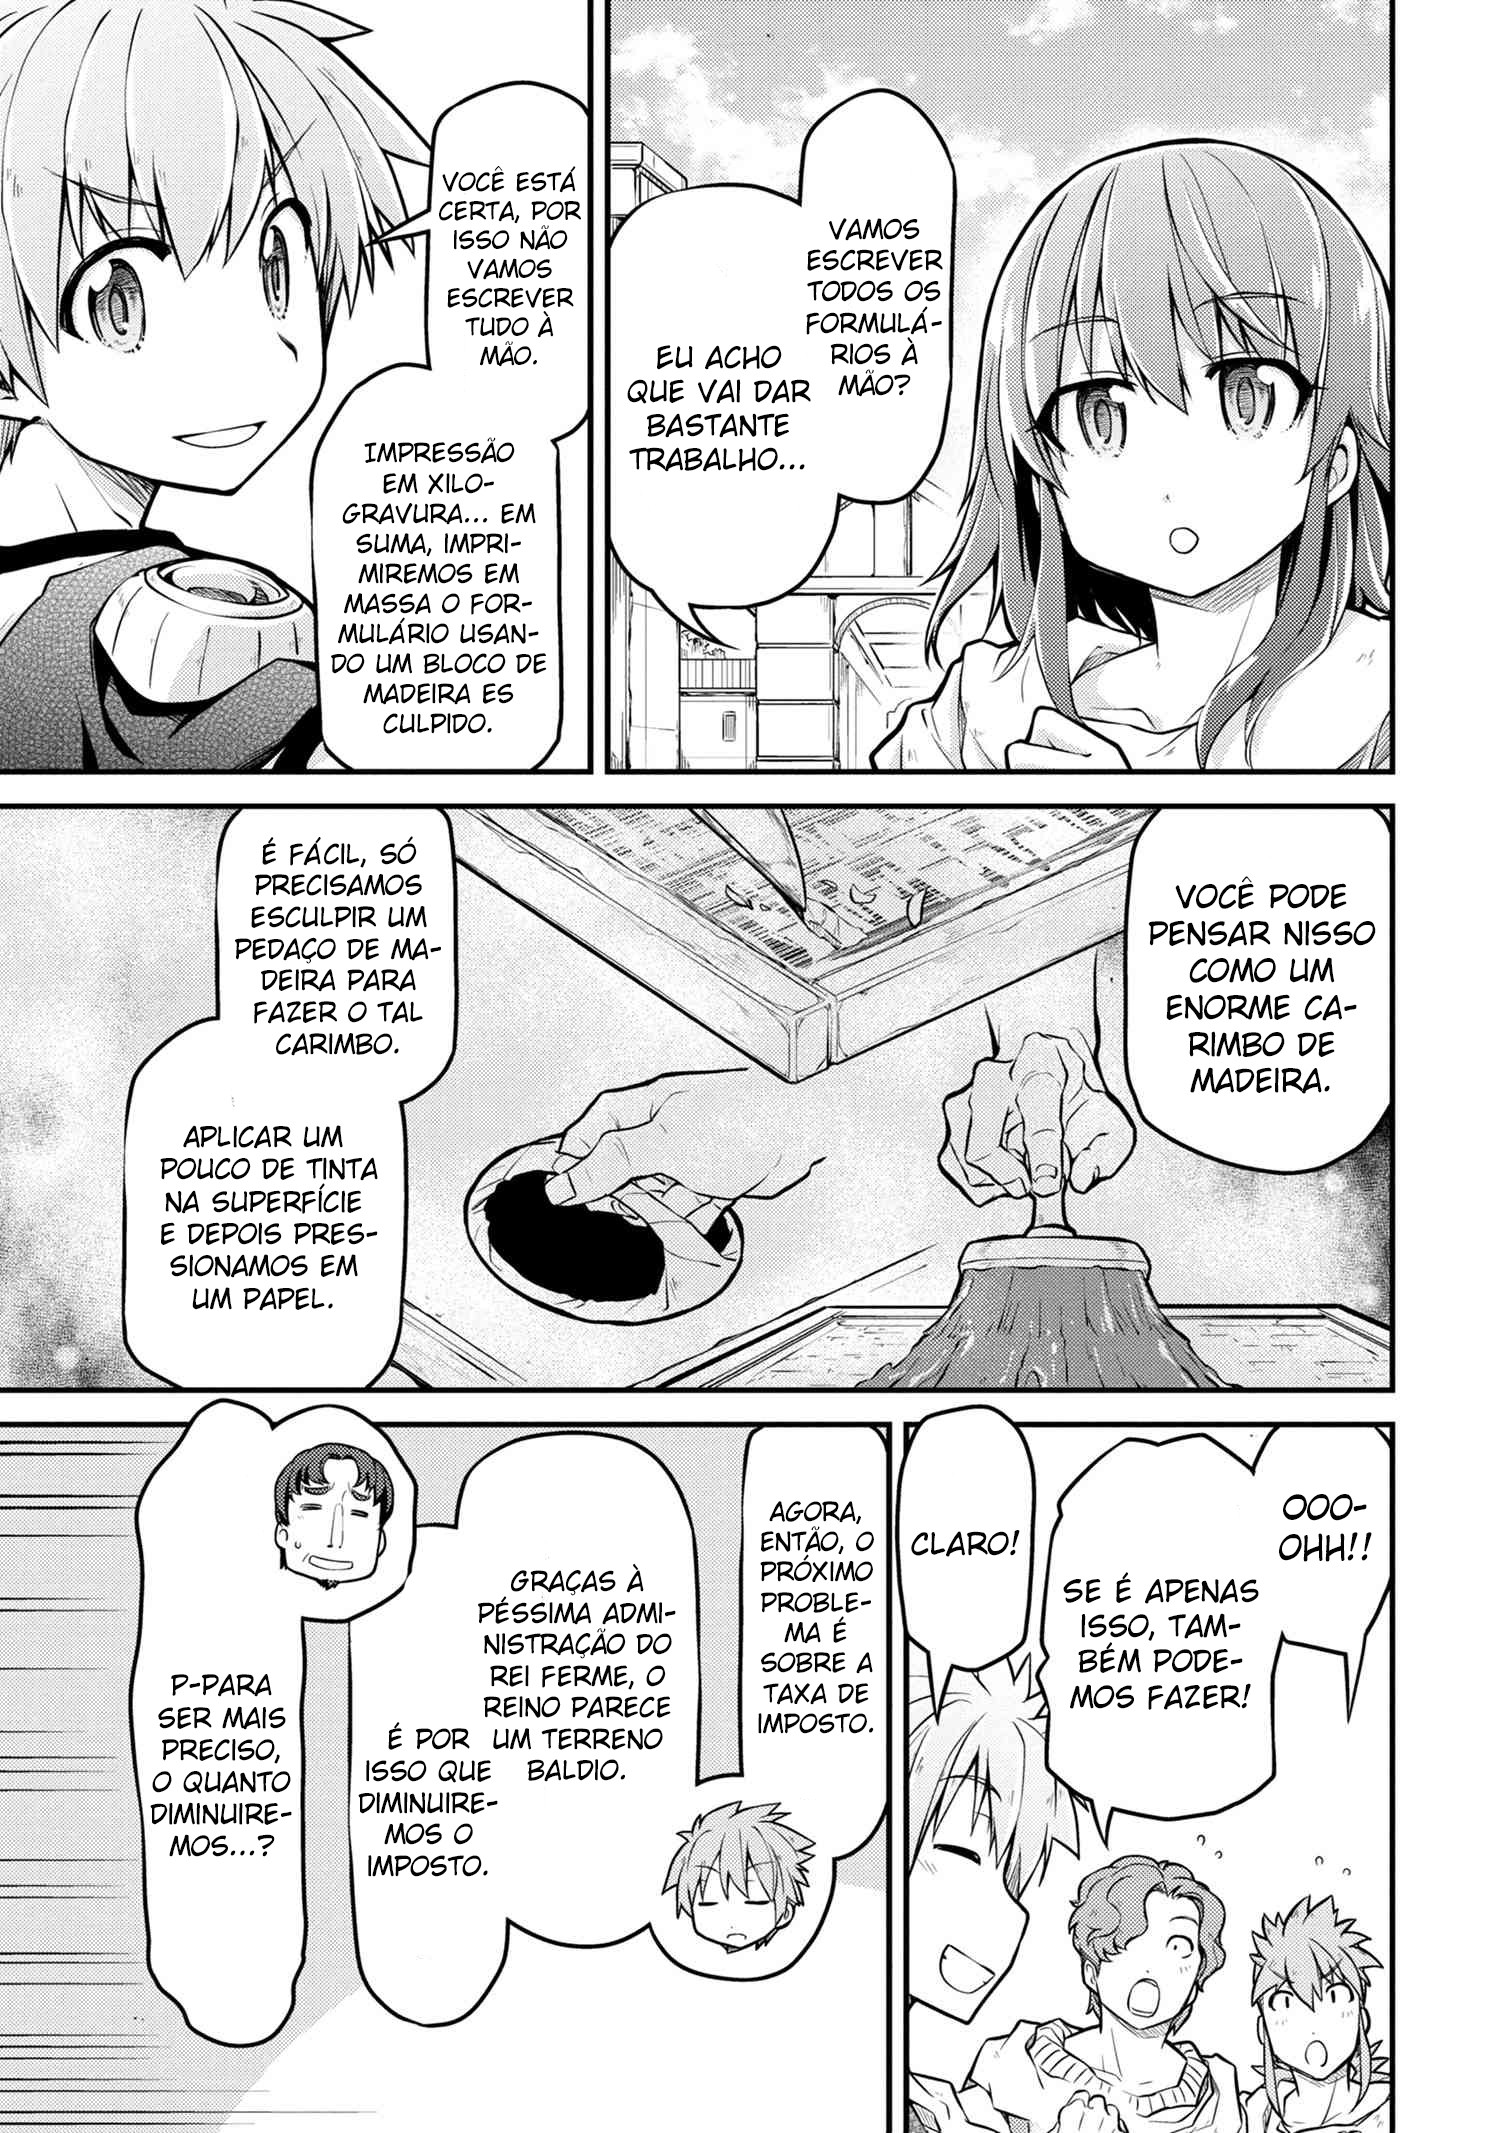 VAMOS
ESCREVER
TODOS OS
FORMULÁ-
RIOS À
MÃO?
EU ACHO
QUE VAI DAR
BASTANTE
TRABALHO...
VOCÊ ESTÁ
CERTA, POR
ISSO NÃO
VAMOS
ESCREVER
TUDO À
MÃO.
IMPRESSÃO
EM XILO-
GRAVURA... EM
SUMA, IMPRI-
MIREMOS EM
MASSA O FOR-
MULÁRIO USAN-
DO UM BLOCO DE
MADEIRA ES
CULPIDO.
VOCÊ PODE
PENSAR NISSO
COMO UM
ENORME CA-
RIMBO DE
MADEIRA.
É FÁCIL, SÓ
PRECISAMOS
ESCULPIR UM
PEDAÇO DE MA-
DEIRA PARA
FAZER O TAL
CARIMBO.
APLICAR UM
POUCO DE TINTA
NA SUPERFÍCIE
E DEPOIS PRES-
SIONAMOS EM
UM PAPEL.
OOO-
OHH!!
SE É APENAS
ISSO, TAM-
BÉM PODE-
MOS FAZER!
CLARO!
AGORA,
ENTÃO, O
PRÓXIMO
PROBLE-
MA É
SOBRE A
TAXA DE
IMPOSTO.
GRAÇAS À
PÉSSIMA ADMI-
NISTRAÇÃO DO
REI FERME, O
REINO PARECE
UM TERRENO
BALDIO.
É POR
ISSO QUE
DIMINUIRE-
MOS O
IMPOSTO.
P-PARA
SER MAIS
PRECISO,
O QUANTO
DIMINUIRE-
MOS...?